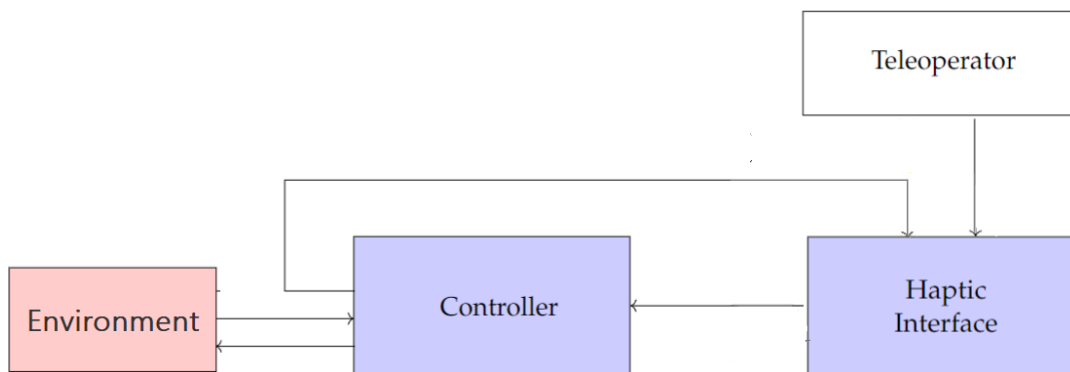 Teleoperator
Environment
Controller
Haptic
Interface